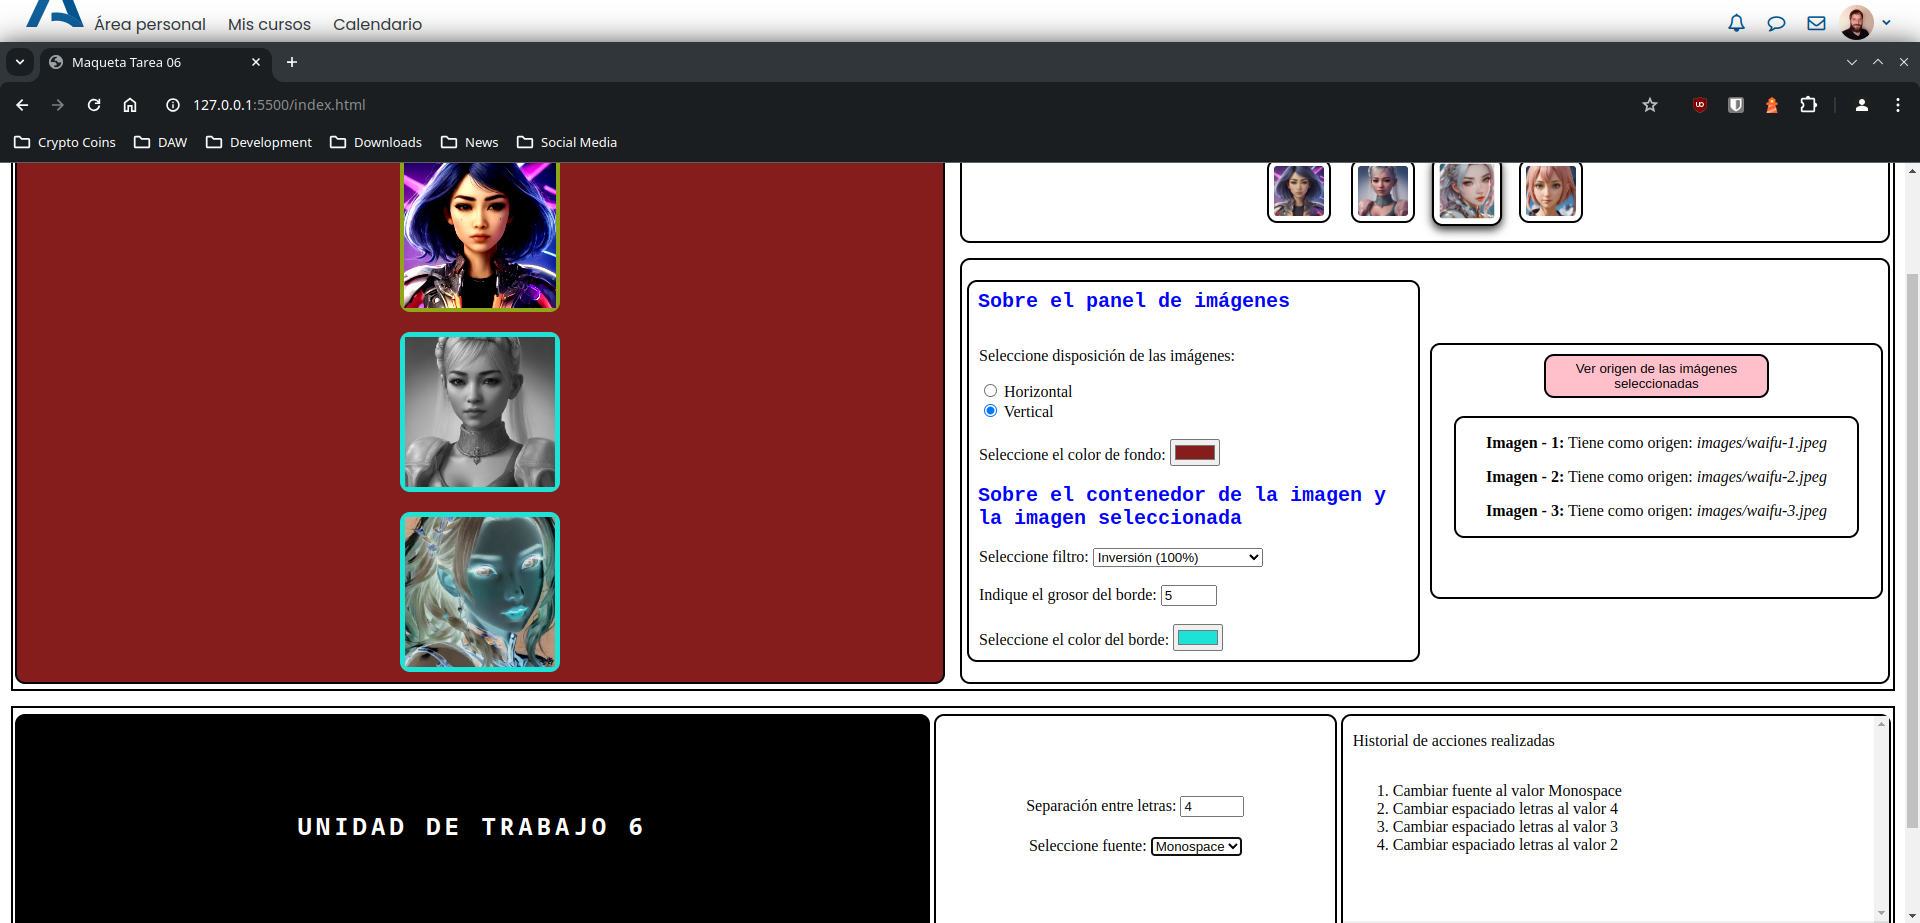 Área personal Mis cursos Calendario
Maqueta Tarea 06
127.0.0.1:5500/index.html
Crypto Coins DAW Development Downloads News Social Media
Sobre el panel de imágenes
Seleccione disposición de las imágenes:
Horizontal
Vertical
Seleccione el color de fondo:
Sobre el contenedor de la imagen y
la imagen seleccionada
Seleccione filtro: Inversión (100%)
Indique el grosor del borde: 5
Seleccione el color del borde:
Ver origen de las imágenes
seleccionadas
Imagen - 1: Tiene como origen: images/waifu-1.jpeg
Imagen - 2: Tiene como origen: images/waifu-2.jpeg
Imagen - 3: Tiene como origen: images/waifu-3.jpeg
UNIDAD DE TRABAJO 6
Separación entre letras: 4
Seleccione fuente: Monospace
Historial de acciones realizadas
1. Cambiar fuente al valor Monospace
2. Cambiar espaciado letras al valor 4
3. Cambiar espaciado letras al valor 3
4. Cambiar espaciado letras al valor 2